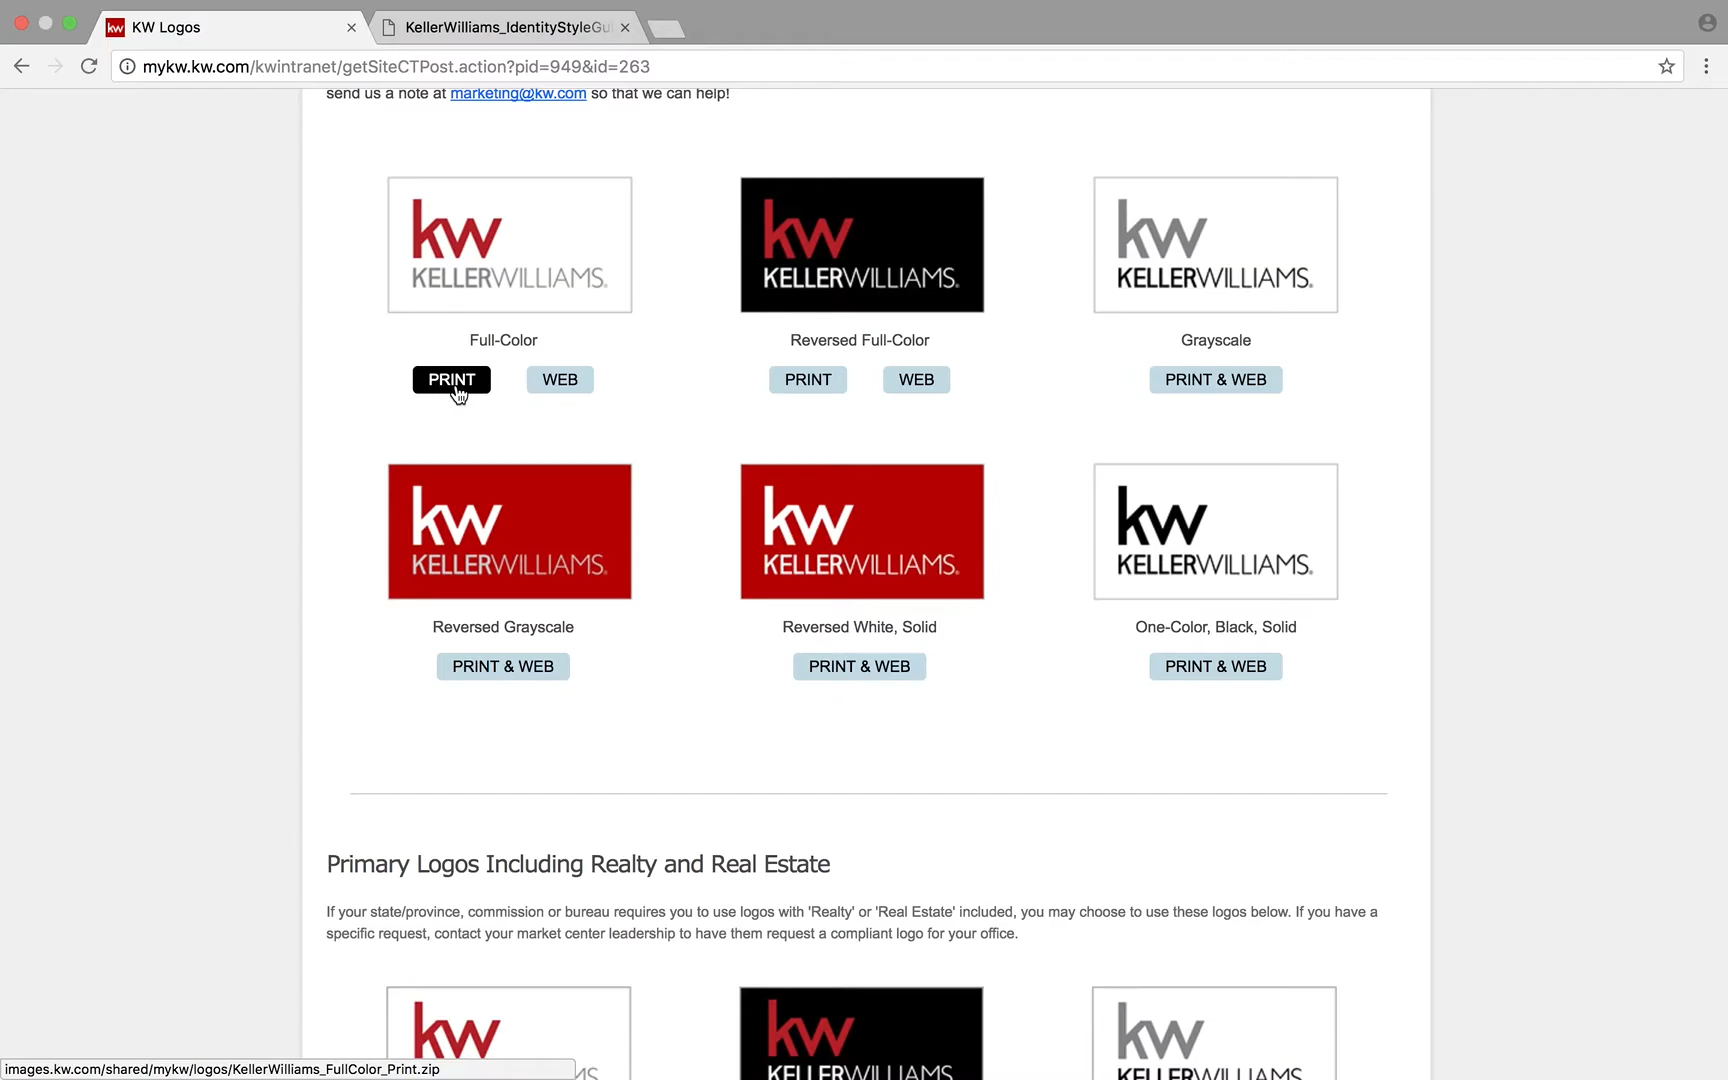 KW Logos
KellerWilliams_IdentityStyleGu
mykw.kw.com/kwintranet/getSiteCTPost.action?pid=949&id=263
send us a note at marketing@kw.com so that we can help!
kw
KELLERWILLIAMS.
kw
KELLERWILLIAMS.
kw
KELLERWILLIAMS.
Full-Color
Reversed Full-Color
Grayscale
PRINT
WEB
PRINT
WEB
PRINT & WEB
kw
KELLERWILLIAMS.
kw
KELLERWILLIAMS.
kw
KELLERWILLIAMS.
Reversed Grayscale
Reversed White, Solid
One-Color, Black, Solid
PRINT & WEB
PRINT & WEB
PRINT & WEB
Primary Logos Including Realty and Real Estate
If your state/province, commission or bureau requires you to use logos with 'Realty' or 'Real Estate' included, you may choose to use these logos below. If you have a
specific request, contact your market center leadership to have them request a compliant logo for your office.
kw
kw
KELLERWILLIAMS
kw
KELLERWILLIAMS
images.kw.com/shared/mykw/logos/KellerWilliams_FullColor_Print.zip